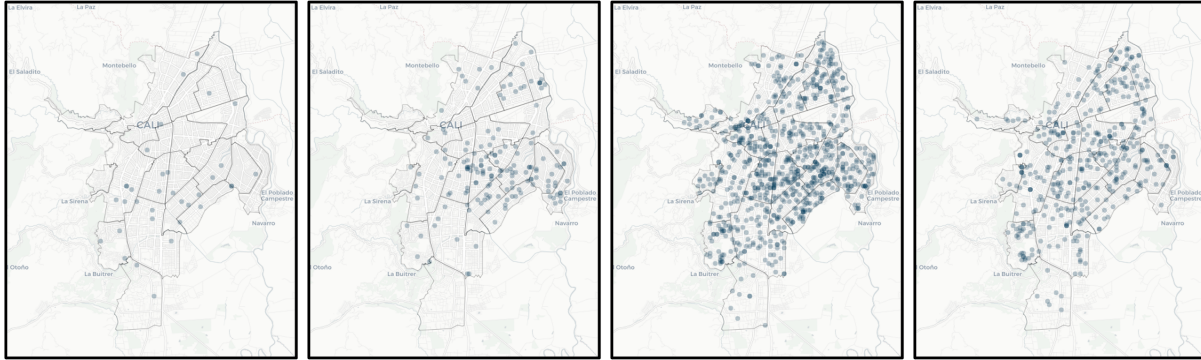 La Elvira La Paz
Montebello
El Saladito
CALI
El Poblado
Campestre
La Sirena
Navarro
Otoño
La Buitrer
La Elvira La Paz
Montebello
El Saladito
CALI
El Poblado
Campestre
La Sirena
Navarro
Otoño
La Buitrer
La Elvira La Paz
Montebello
El Saladito
CALI
El Poblado
Campestre
La Sirena
Navarro
Otoño
La Buitrer
La Elvira La Paz
Montebello
El Saladito
CALI
El Poblado
Campestre
La Sirena
Navarro
Otoño
La Buitrer